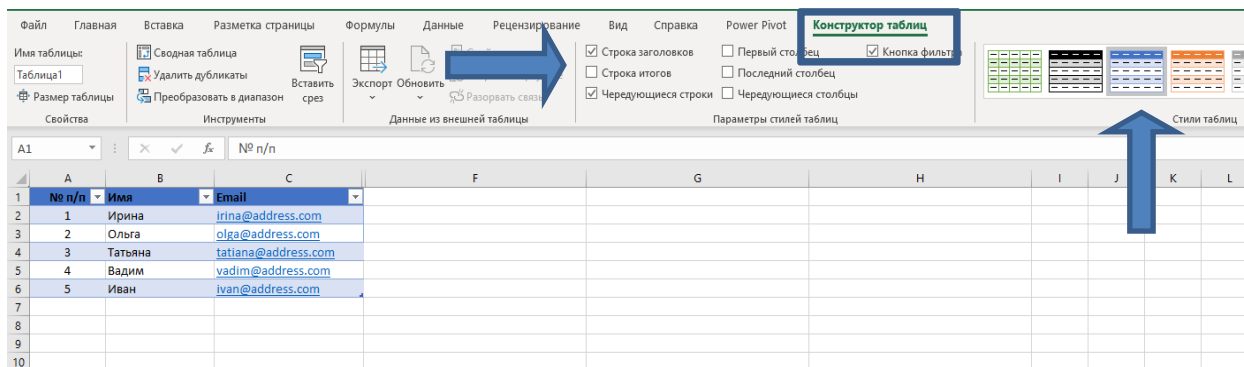 Файл Главная Вставка Разметка страницы Формулы Данные Рецензирование Вид Справка Power Pivot Конструктор таблиц
Имя таблицы:
Таблица1
Размер таблицы
Свойства
Сводная таблица
Удалить дубликаты
Преобразовать в диапазон
Вставить
срез
Инструменты
Экспорт Обновить
Разорвать связь
Данные из внешней таблицы
Строка заголовков Первый столбец Кнопка фильтра
Строка итогов Последний столбец
Чередующиеся строки Чередующиеся столбцы
Параметры стилей таблиц
Стили таблиц
A1 fx № п/п
A B C F G H I J K L
1 № п/п Имя Email
2 1 Ирина irina@address.com
3 2 Ольга olga@address.com
4 3 Татьяна tatiana@address.com
5 4 Вадим vadim@address.com
6 5 Иван ivan@address.com
7
8
9
10